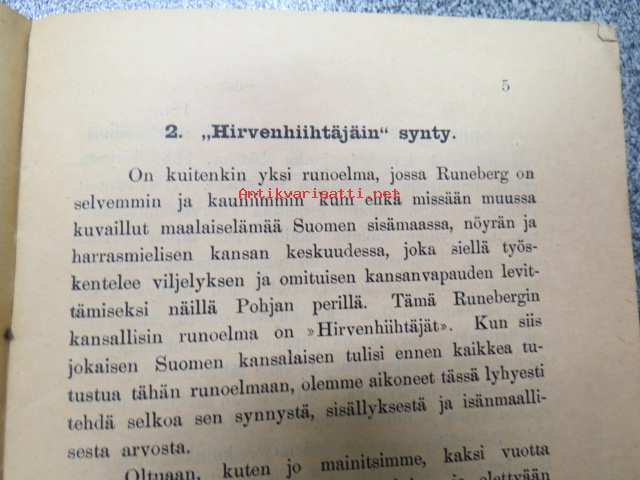 5
2. „Hirvenhiihtäjäin“ synty.
On kuitenkin yksi runoelma, jossa Runeberg on
Antikvariaatti.net
selvemmin ja kauniimmin kuin ehkä missään muussa
kuvaillut maalaiselämää Suomen sisämaassa, nöyrän ja
harrasmielisen kansan keskuudessa, joka siellä työs-
kentelee viljelyksen ja omituisen kansanvapauden levit-
tämiseksi näillä Pohjan perillä. Tämä Runebergin
kansallisin runoelma on »Hirvenhiihtäjät». Kun siis
jokaisen Suomen kansalaisen tulisi ennen kaikkea tu-
tustua tähän runoelmaan, olemme aikoneet tässä lyhyesti
tehdä selkoa sen synnystä, sisällyksestä ja isänmaalli-
sesta arvosta.
Oltuaan, kuten jo mainitsimme, kaksi vuotta
ja olettyään